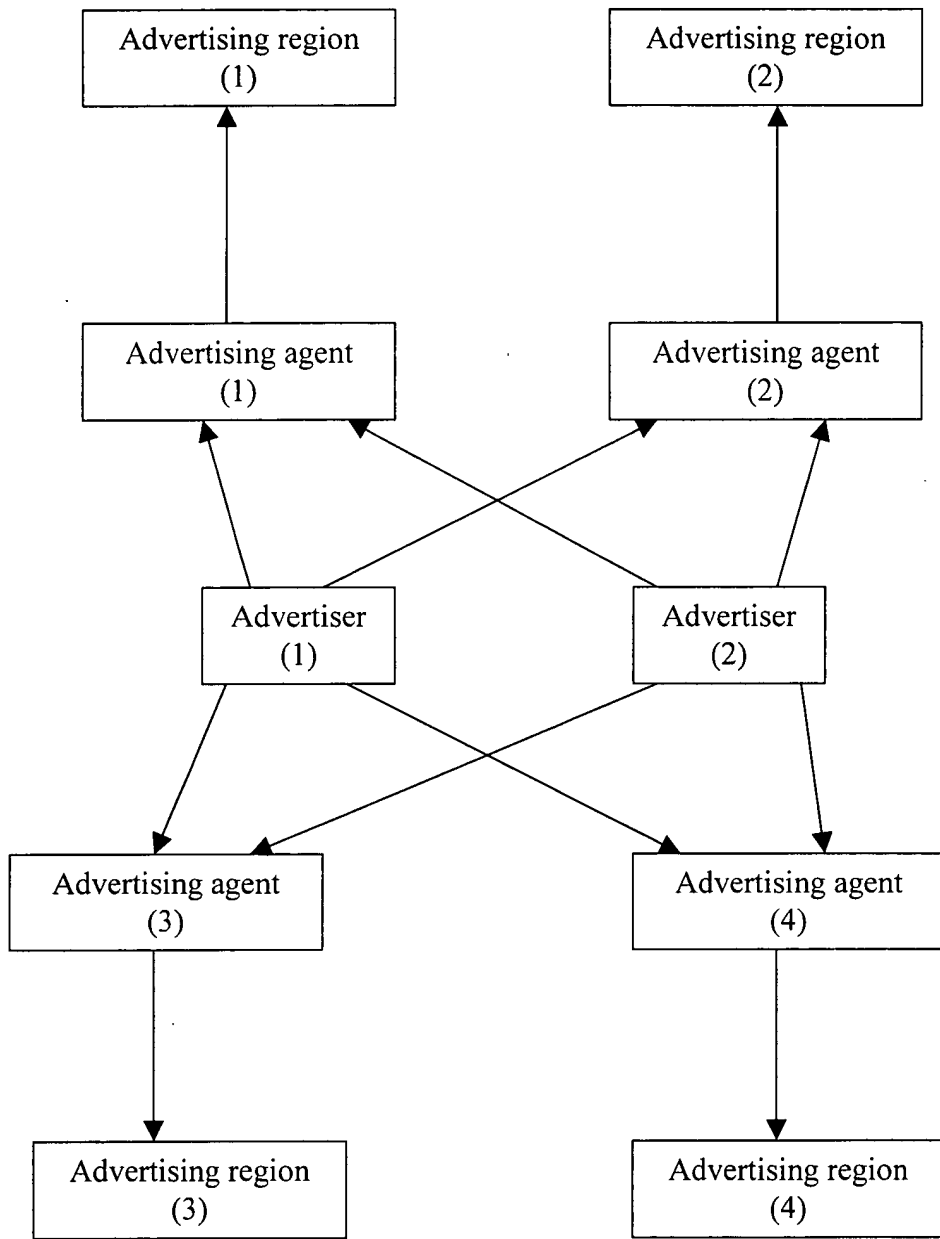 Advertising region
(1)
Advertising region
(2)
Advertising agent
(1)
Advertising agent
(2)
Advertiser
(1)
Advertiser
(2)
Advertising agent
(3)
Advertising agent
(4)
Advertising region
(3)
Advertising region
(4)